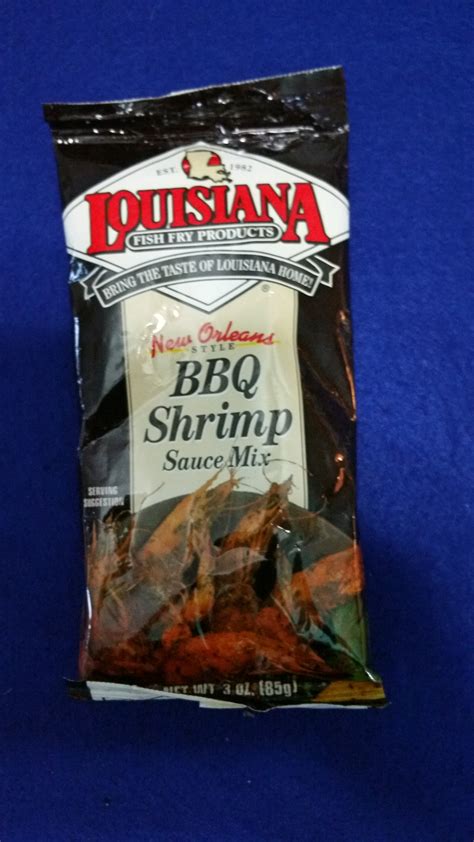 EST. 1982
LOUISIANA
FISH FRY PRODUCTS
BRING THE TASTE OF LOUISIANA HOME!
®
New Orleans
STYLE
BBQ
Shrimp
Sauce Mix
SERVING
SUGGESTION
NET WT 3 OZ. (85g)